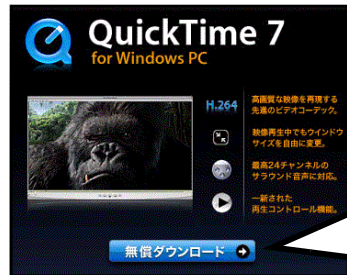 QuickTime 7
for Windows PC
H.264
高画質な映像を再現する
先進のビデオコーデック。
映像再生中でもウインドウ
サイズを自由に変更。
最高24チャンネルの
サラウンド音声に対応。
一新された
再生コントロール機能。
無償ダウンロード